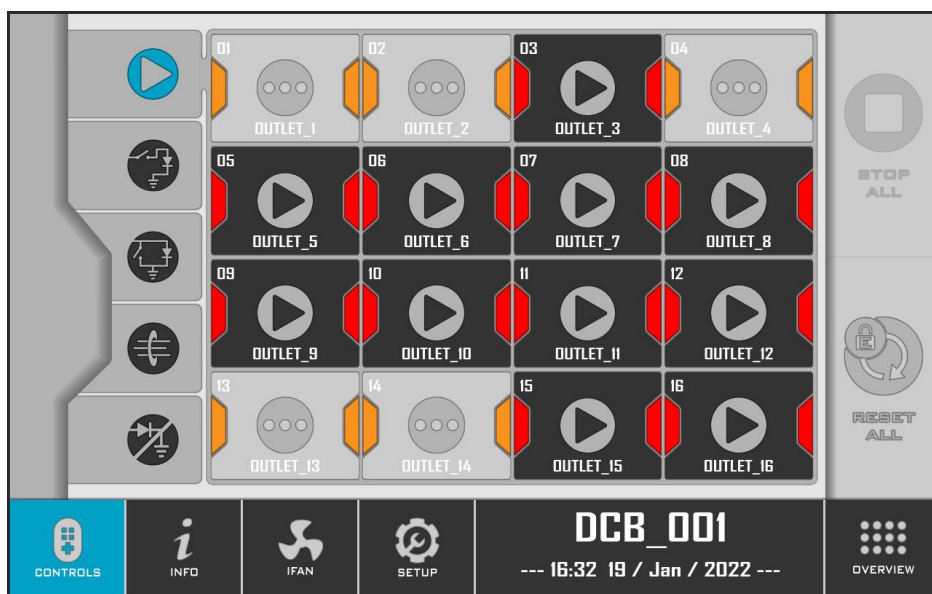 01 02 03 04
OUTLET_1 OUTLET_2 OUTLET_3 OUTLET_4
05 06 07 08
OUTLET_5 OUTLET_6 OUTLET_7 OUTLET_8
09 10 11 12
OUTLET_9 OUTLET_10 OUTLET_11 OUTLET_12
13 14 15 16
OUTLET_13 OUTLET_14 OUTLET_15 OUTLET_16
STOP
ALL
E
RESET
ALL
CONTROLS
INFO
IFAN
SETUP
DCB_001
--- 16:32 19 / Jan / 2022 ---
OVERVIEW